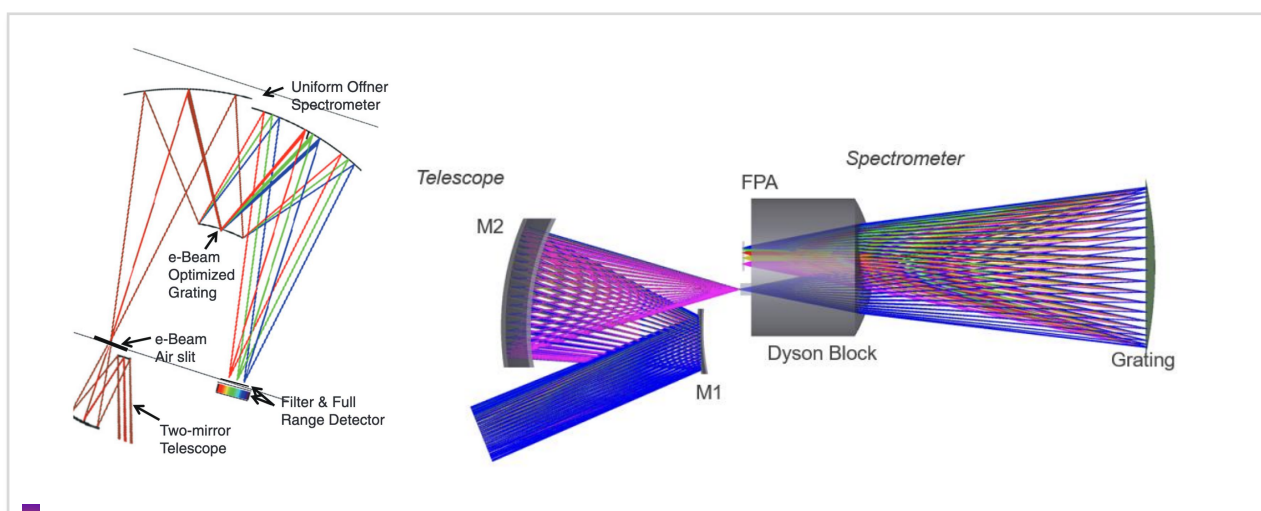 Uniform Offner
Spectrometer
e-Beam
Optimized
Grating
e-Beam
Air slit
Filter & Full
Range Detector
Two-mirror
Telescope
Telescope
Spectrometer
FPA
M2
Dyson Block
M1
Grating